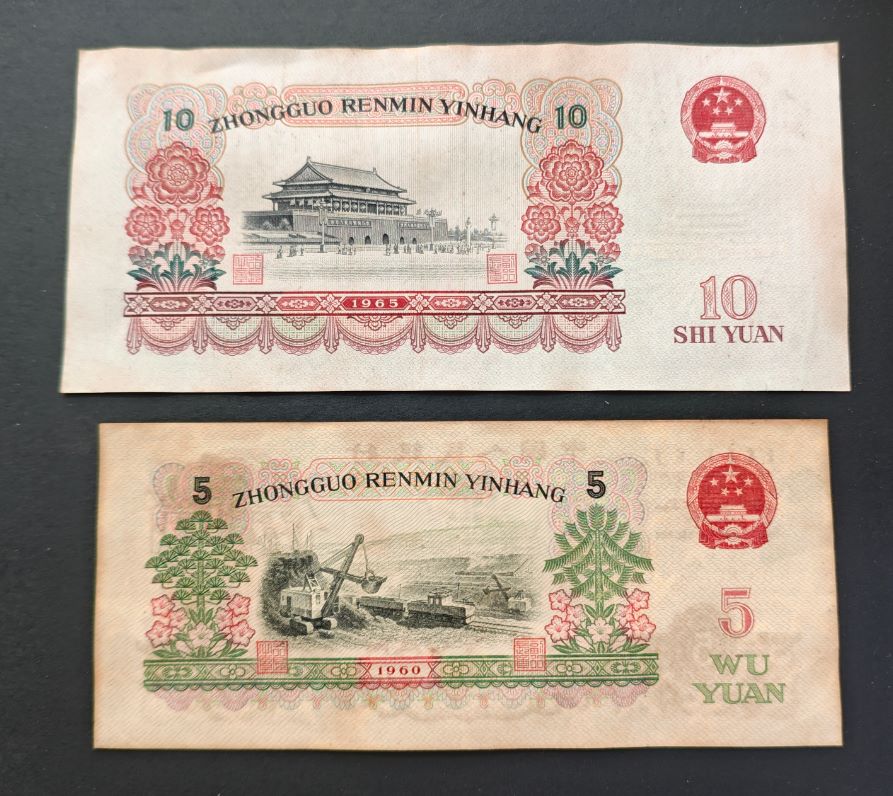 10 ZHONGGUO RENMIN YINHANG 10
1965
10
SHI YUAN
5 ZHONGGUO RENMIN YINHANG 5
1960
5
WU
YUAN